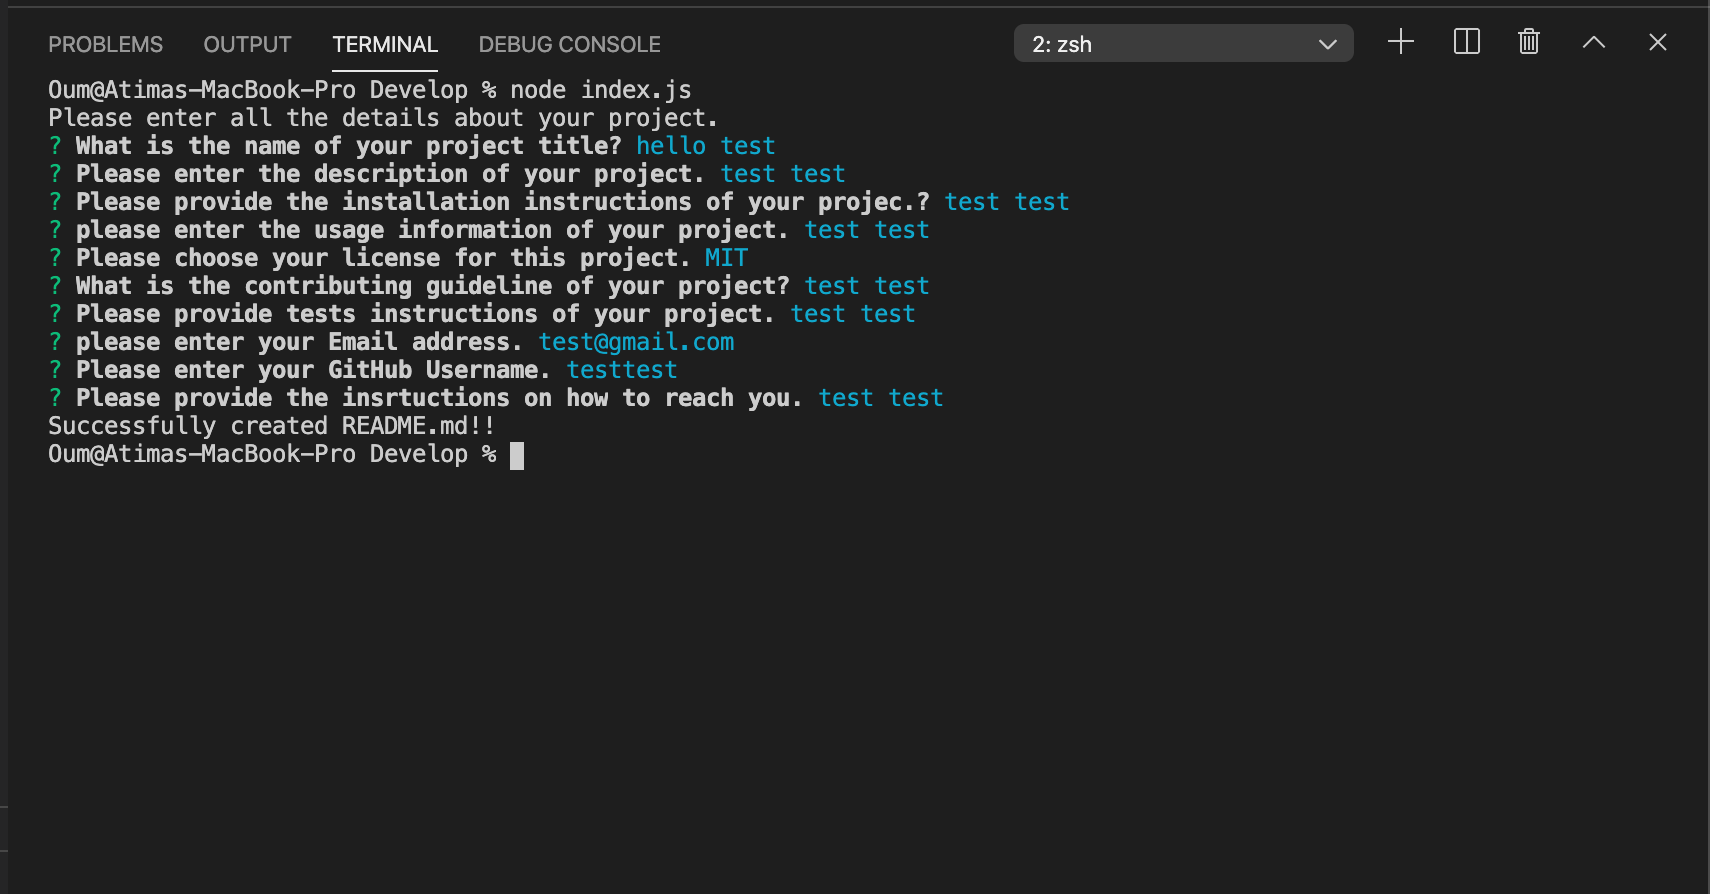 PROBLEMS OUTPUT TERMINAL DEBUG CONSOLE 2: zsh
Oum@Atimas-MacBook-Pro Develop % node index.js
Please enter all the details about your project.
? What is the name of your project title? hello test
? Please enter the description of your project. test test
? Please provide the installation instructions of your projec.? test test
? please enter the usage information of your project. test test
? Please choose your license for this project. MIT
? What is the contributing guideline of your project? test test
? Please provide tests instructions of your project. test test
? please enter your Email address. test@gmail.com
? Please enter your GitHub Username. testtest
? Please provide the insrtuctions on how to reach you. test test
Successfully created README.md!!
Oum@Atimas-MacBook-Pro Develop %